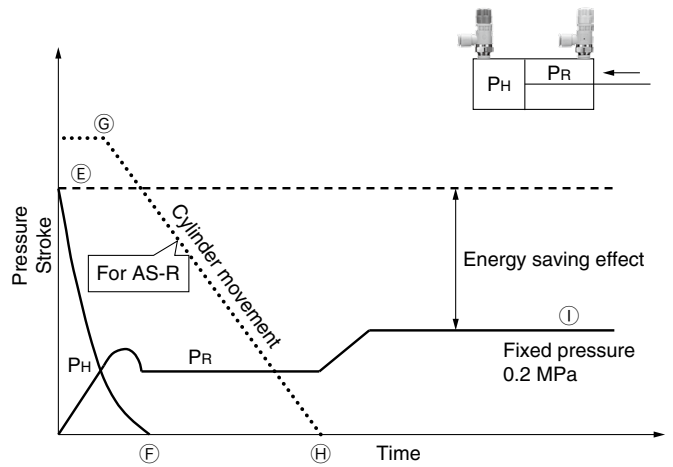 PH
PR
Ⓖ
Ⓔ
Pressure
Stroke
Cylinder movement
For AS-R
Energy saving effect
PH
PR
Ⓘ
Fixed pressure
0.2 MPa
Ⓕ
Ⓗ
Time